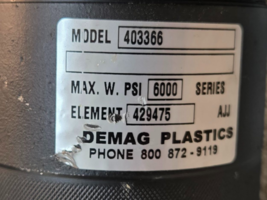 MODEL 403366
MAX. W. PSI 6000 SERIES
ELEMENT 429475 AJJ
DEMAG PLASTICS
PHONE 800 872-9119